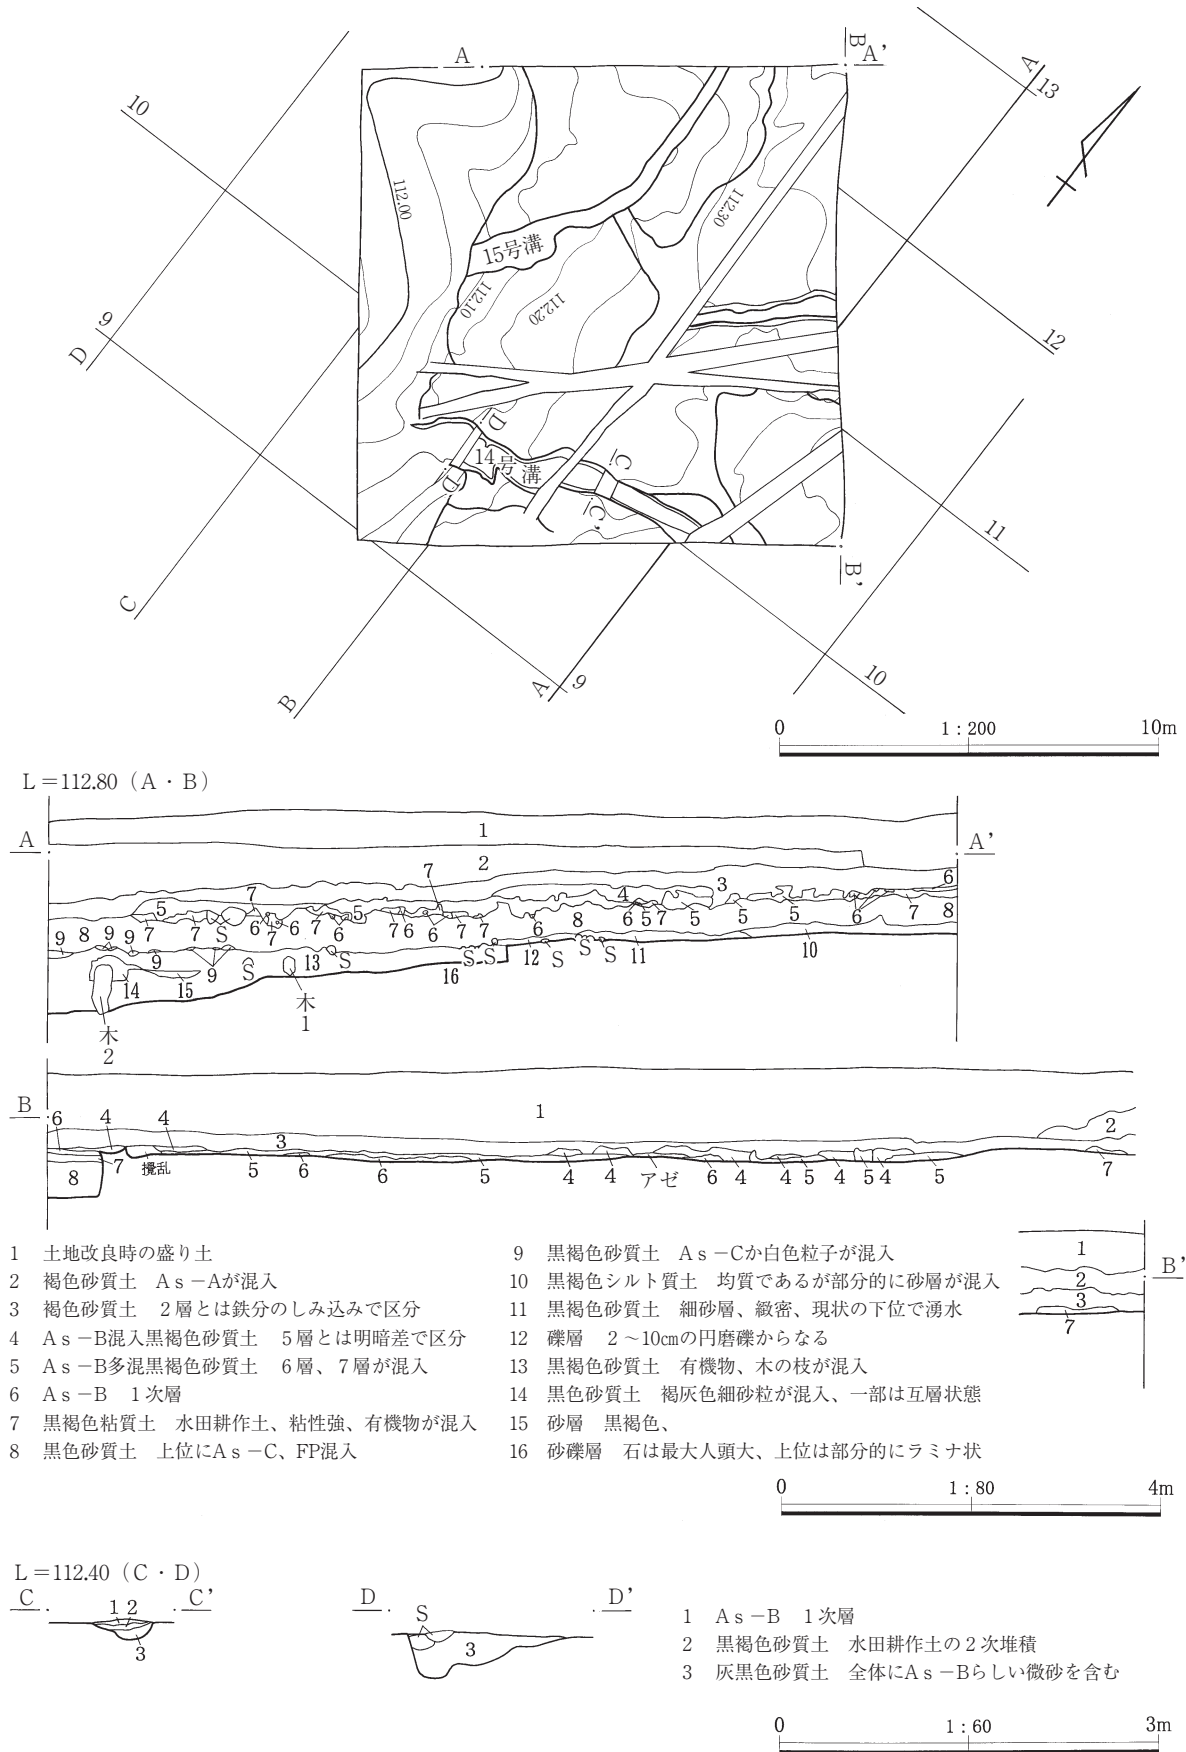 A
B
A’
A
13
10
112.00
112.30
15号溝
112.10
112.20
9
D
12
D
14号溝
D’
C
C’
11
C
B’
A
9
10
B
0 1：200 10m
L＝112.80（A・B）
A A’
1
2
7
3
6
5 7 4
7 7 S 6 7 6 7 6 5 7 6 6 7 7 6 8 6 5 7 5 5 5 6 7 8
9 8 9 9
9 9 S 13 S 16 S S 12 S S S 11 10
14 15
木
1
木
2
B
6 4 4 1 2
3
7 攪乱 5 6 6 5 4 4 アゼ 6 4 4 5 4 5 4 5 7
8
1 土地改良時の盛り土
2 褐色砂質土　Aｓ－Aが混入
3 褐色砂質土　２層とは鉄分のしみ込みで区分
4 Aｓ－B混入黒褐色砂質土　５層とは明暗差で区分
5 Aｓ－B多混黒褐色砂質土　６層、７層が混入
6 Aｓ－B　１次層
7 黒褐色粘質土　水田耕作土、粘性強、有機物が混入
8 黒色砂質土　上位にAｓ－C、FP混入
9 黒褐色砂質土　Aｓ－Cか白色粒子が混入
10 黒褐色シルト質土　均質であるが部分的に砂層が混入
11 黒褐色砂質土　細砂層、緻密、現状の下位で湧水
12 礫層　２～10㎝の円磨礫からなる
13 黒褐色砂質土　有機物、木の枝が混入
14 黒色砂質土　褐灰色細砂粒が混入、一部は互層状態
15 砂層　黒褐色、
16 砂礫層　石は最大人頭大、上位は部分的にラミナ状
1
2
3
7
B’
0 1：80 4m
L＝112.40（C・D）
C C’
1 2
3
D D’
S
3
1 Aｓ－B　１次層
2 黒褐色砂質土　水田耕作土の２次堆積
3 灰黒色砂質土　全体にAｓ－Bらしい微砂を含む
0 1：60 3m